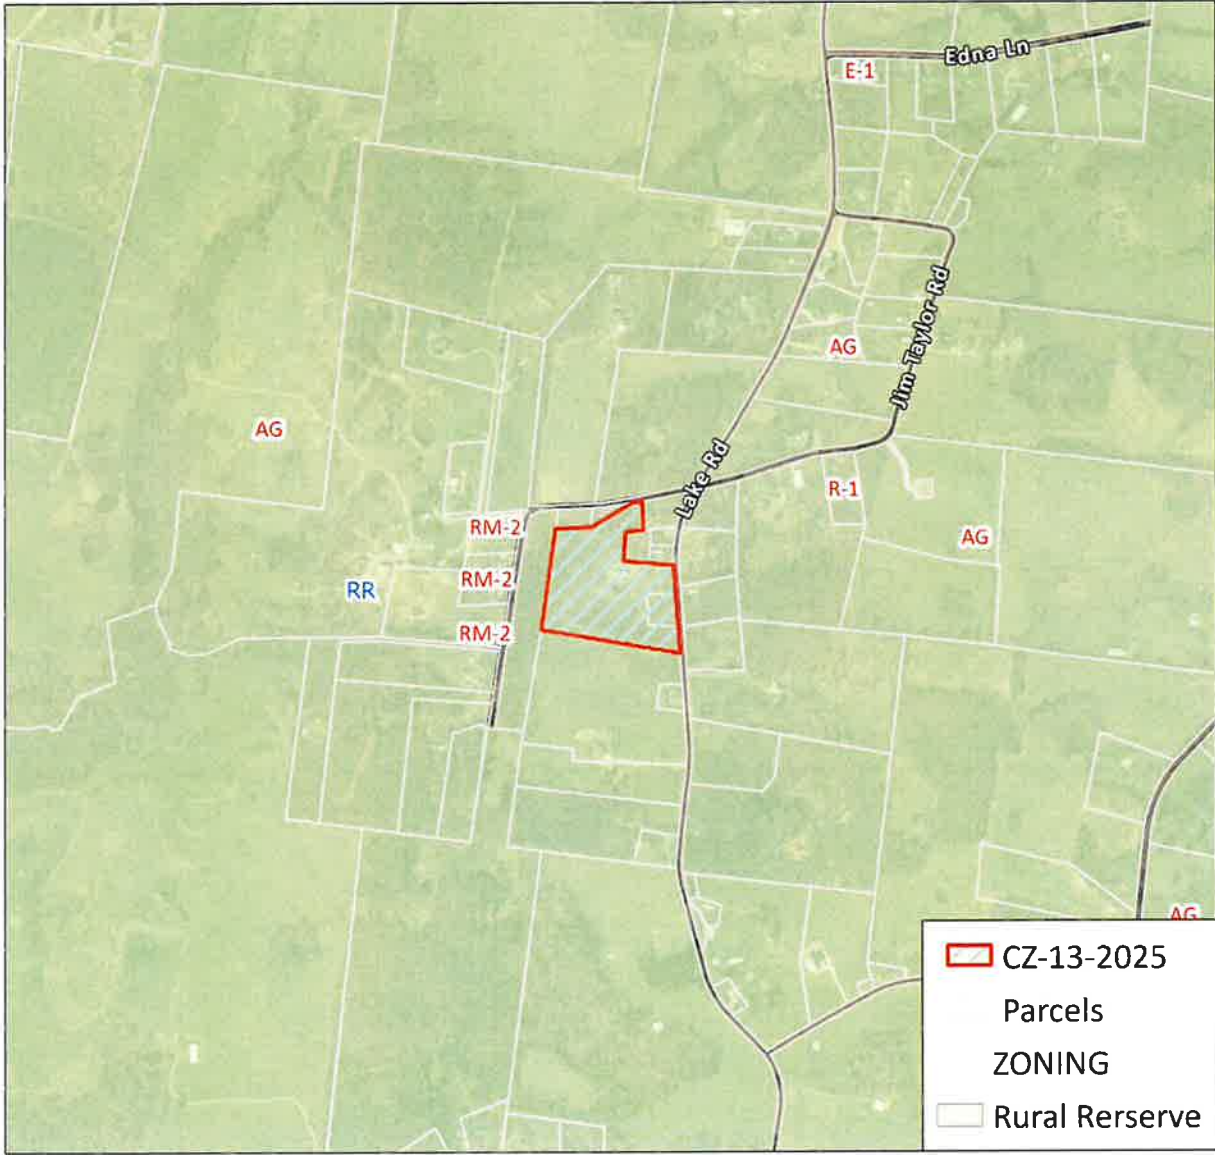 Edna Ln
E-1
Jim-Taylor-Rd
AG
AG
Lake Rd
R-1
RM-2
AG
RM-2
RR
RM-2
AG
CZ-13-2025
Parcels
ZONING
Rural Rerserve